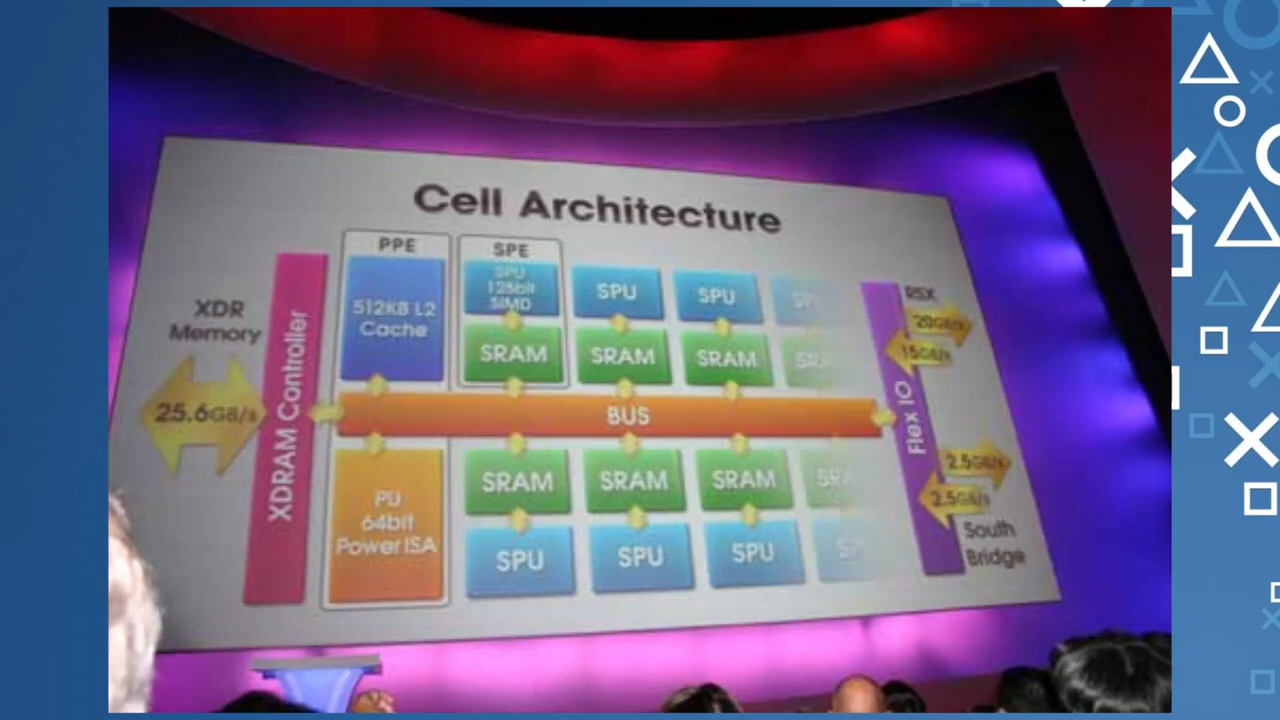 Cell Architecture
PPE
SPE
512KB L2
Cache
SPU
128bit
SIMD
SPU
SPU
SRAM
SRAM
SRAM
XDR
Memory
25.6GB/s
XDRAM Controller
BUS
Flex IO
RSX
20GB/s
15GB/s
PU
64bit
Power ISA
SRAM
SRAM
SRAM
SPU
SPU
SPU
2.5GB/s
2.5GB/s
South
Bridge